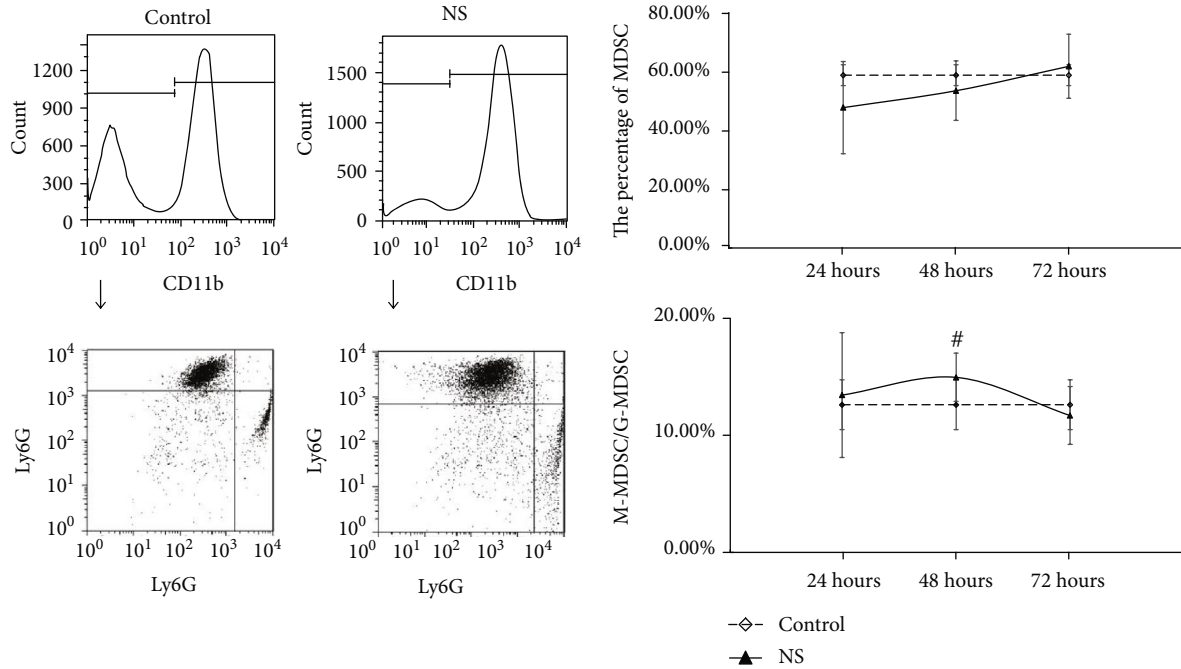 Control
1200
900
600
300
0
Count
10^0 10^1 10^2 10^3 10^4
CD11b
NS
1500
1000
500
0
Count
10^0 10^1 10^2 10^3 10^4
CD11b
10^4
10^3
10^2
10^1
10^0
Ly6G
10^0 10^1 10^2 10^3 10^4
Ly6G
10^4
10^3
10^2
10^1
10^0
Ly6G
10^0 10^1 10^2 10^3 10^4
Ly6G
80.00%
60.00%
40.00%
20.00%
0.00%
The percentage of MDSC
24 hours 48 hours 72 hours
20.00%
10.00%
0.00%
M-MDSC/G-MDSC
#
24 hours 48 hours 72 hours
Control
NS